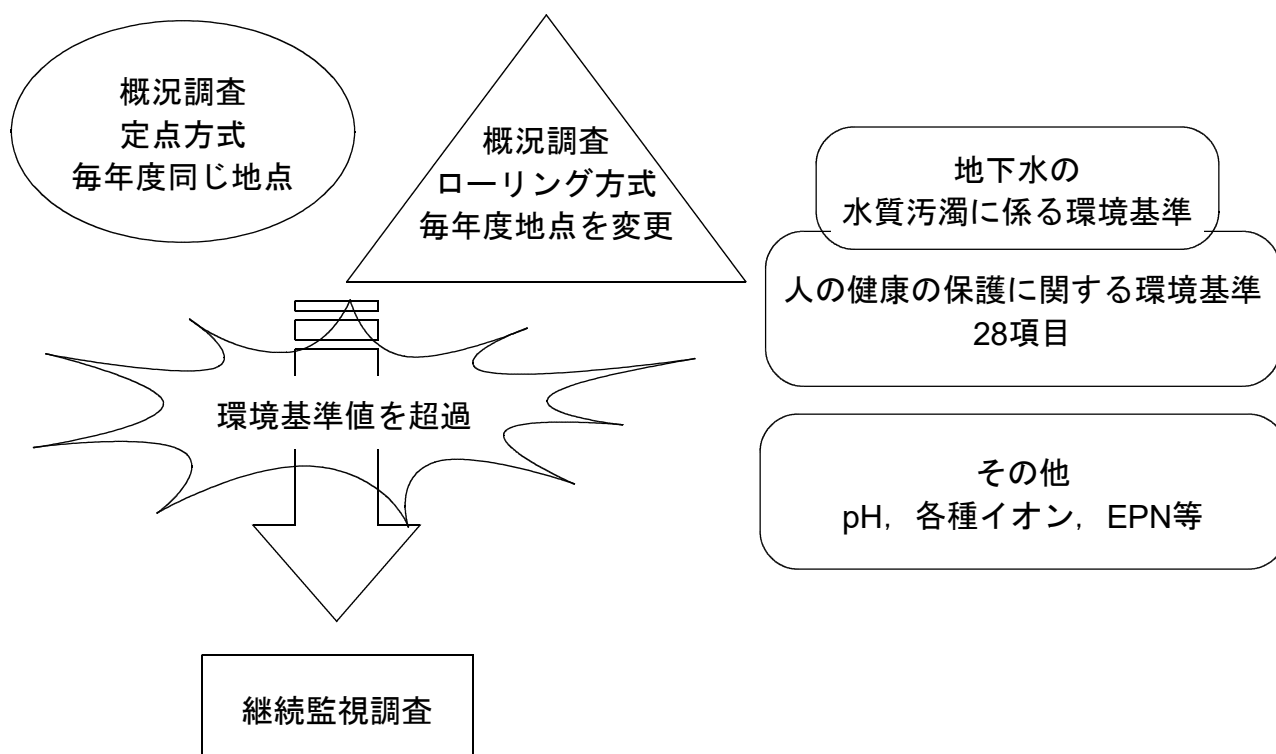 概況調査
定点方式
毎年度同じ地点
概況調査
ローリング方式
毎年度地点を変更
地下水の
水質汚濁に係る環境基準
人の健康の保護に関する環境基準
28項目
環境基準値を超過
その他
pH，各種イオン，EPN等
継続監視調査